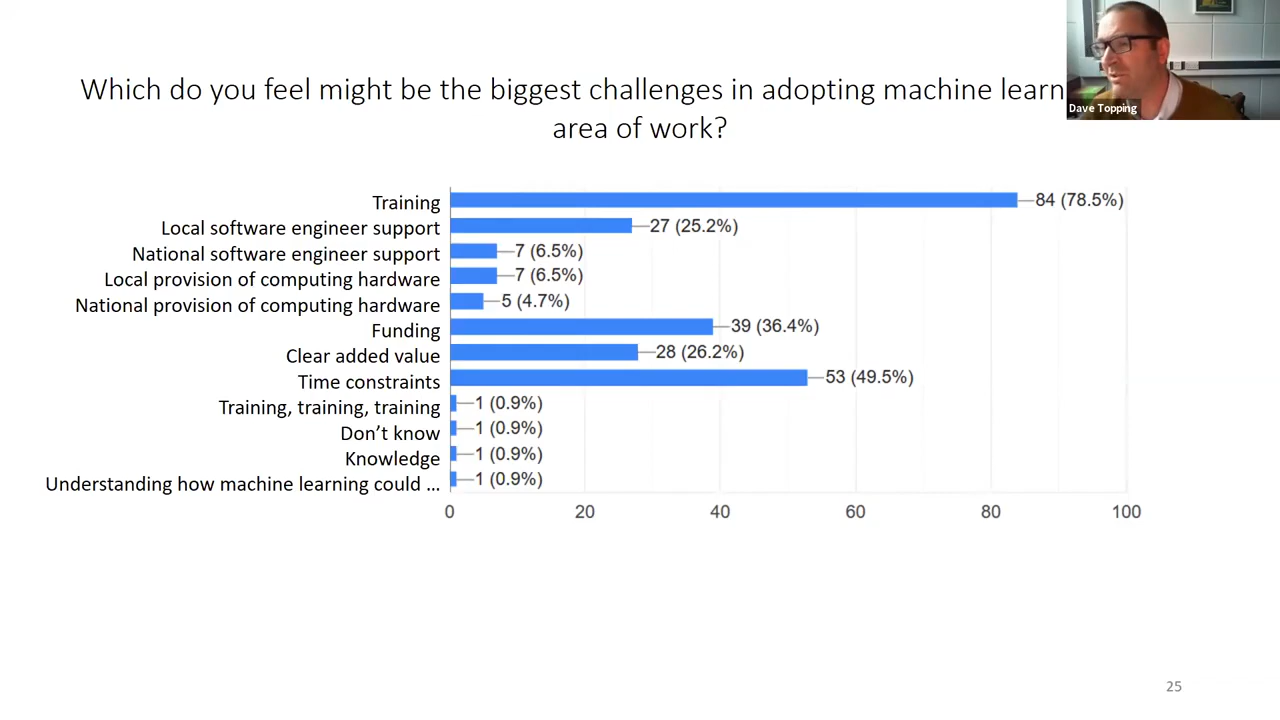 Which do you feel might be the biggest challenges in adopting machine learn
area of work?
Dave Topping
Training 84 (78.5%)
Local software engineer support 27 (25.2%)
National software engineer support 7 (6.5%)
Local provision of computing hardware 7 (6.5%)
National provision of computing hardware 5 (4.7%)
Funding 39 (36.4%)
Clear added value 28 (26.2%)
Time constraints 53 (49.5%)
Training, training, training 1 (0.9%)
Don’t know 1 (0.9%)
Knowledge 1 (0.9%)
Understanding how machine learning could ... 1 (0.9%)
0 20 40 60 80 100
25